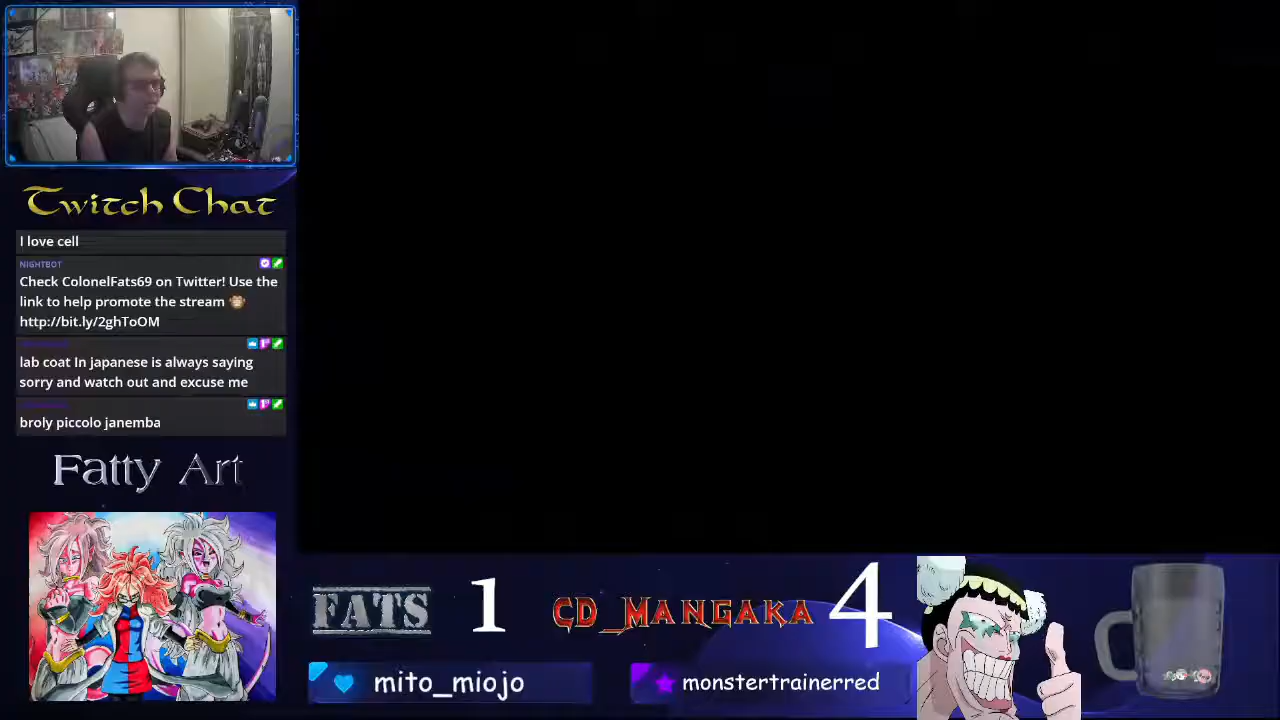 Twitch Chat
I love cell
NIGHTBOT
Check ColonelFats69 on Twitter! Use the
link to help promote the stream 🐵
http://bit.ly/2ghToOM
lab coat In japanese is always saying
sorry and watch out and excuse me
broly piccolo janemba
Fatty Art
FATS 1 CD_MANGAKA 4
mito_miojo
monstertrainerred